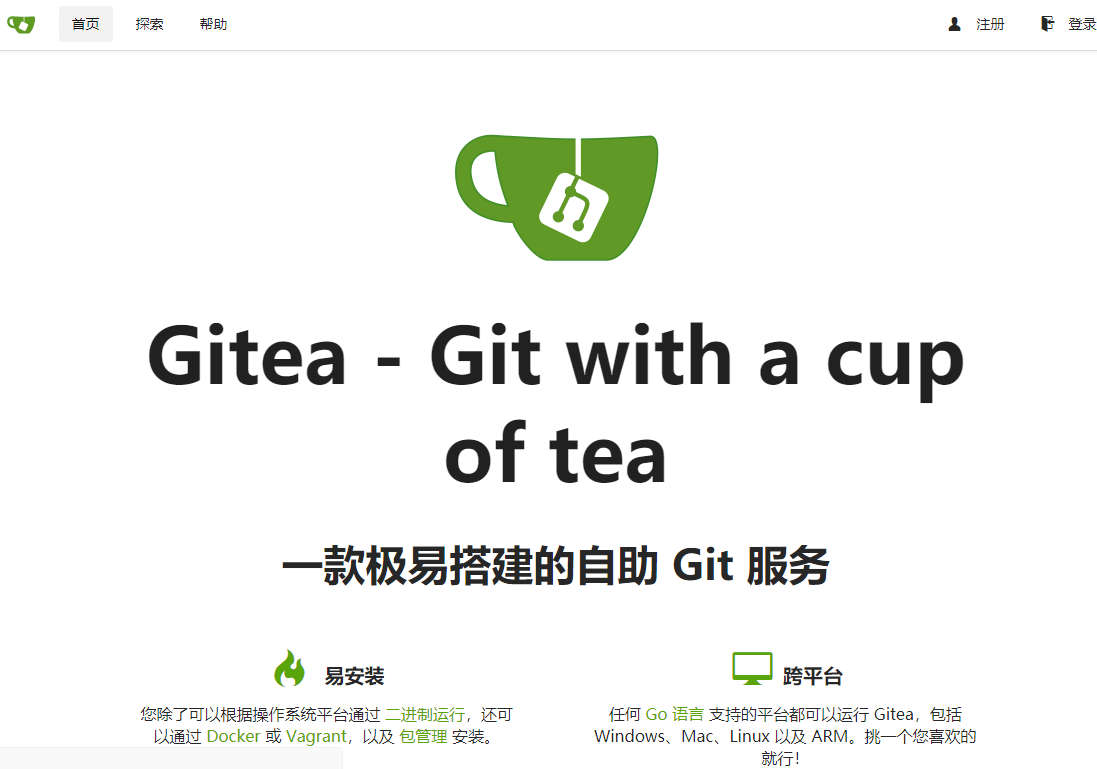 首页 探索 帮助 注册 登录
Gitea - Git with a cup
of tea
一款极易搭建的自助 Git 服务
易安装
您除了可以根据操作系统平台通过 二进制运行，还可
以通过 Docker 或 Vagrant，以及 包管理 安装。
跨平台
任何 Go 语言 支持的平台都可以运行 Gitea，包括
Windows、Mac、Linux 以及 ARM。挑一个您喜欢的
就行！